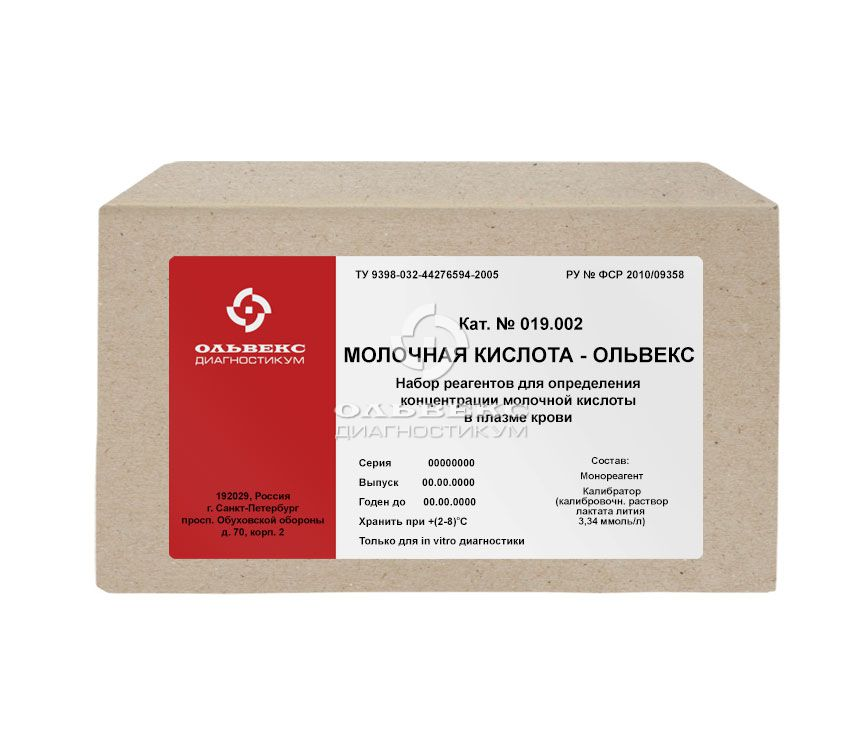 ТУ 9398-032-44276594-2005
РУ № ФСР 2010/09358
ОЛЬВЕКС
ДИАГНОСТИКУМ
192029, Россия
г. Санкт-Петербург
просп. Обуховской обороны
д. 70, корп. 2
Кат. № 019.002
МОЛОЧНАЯ КИСЛОТА - ОЛЬВЕКС
Набор реагентов для определения
концентрации молочной кислоты
в плазме крови
ОЛЬВЕКС
ДИАГНОСТИКУМ
Серия 00000000
Выпуск 00.00.0000
Годен до 00.00.0000
Хранить при +(2-8)°С
Только для in vitro диагностики
Состав:
Монореагент
Калибратор
(калибровочн. раствор
лактата лития
3,34 ммоль/л)